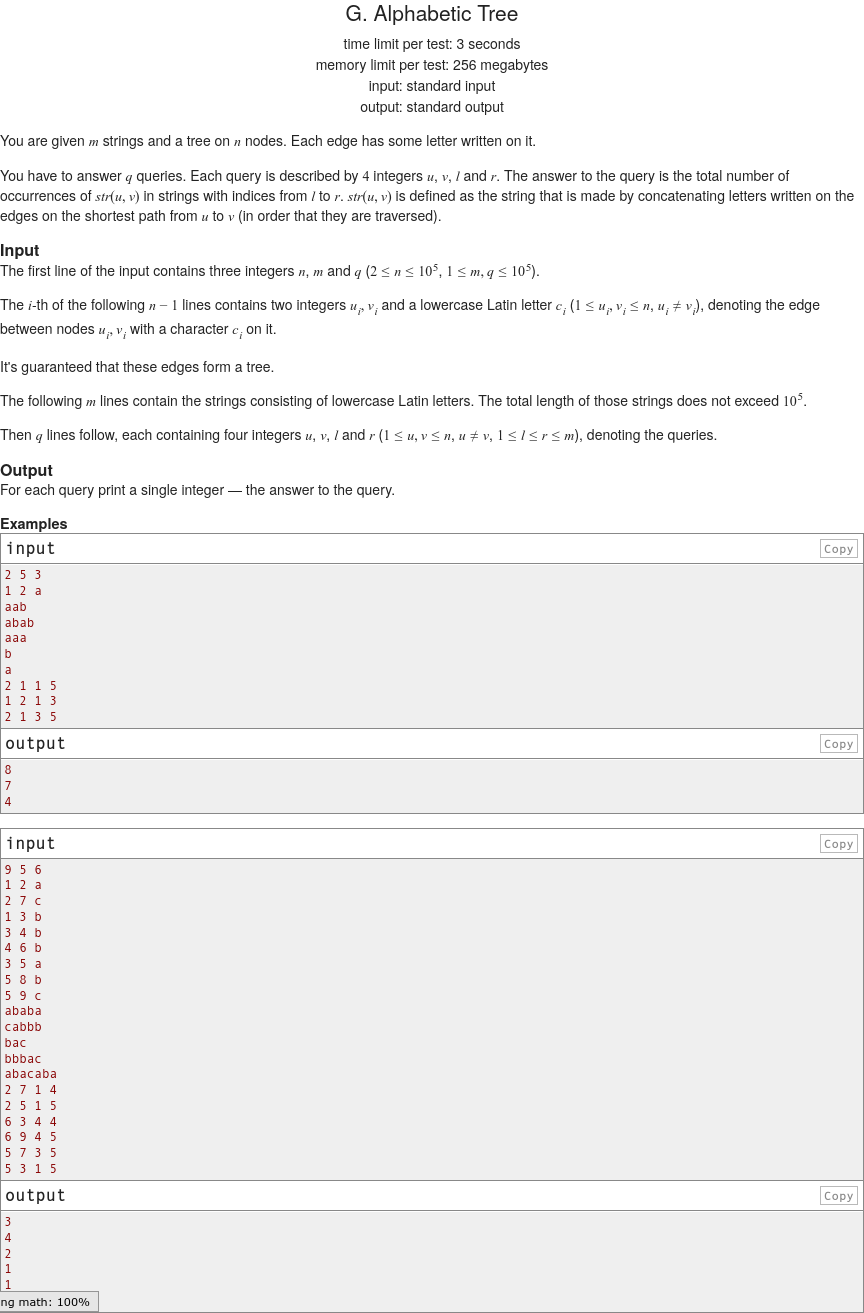 G. Alphabetic Tree
time limit per test: 3 seconds
memory limit per test: 256 megabytes
input: standard input
output: standard output
You are given m strings and a tree on n nodes. Each edge has some letter written on it.
You have to answer q queries. Each query is described by 4 integers u, v, l and r. The answer to the query is the total number of
occurrences of str(u, v) in strings with indices from l to r. str(u, v) is defined as the string that is made by concatenating letters written on the
edges on the shortest path from u to v (in order that they are traversed).
Input
The first line of the input contains three integers n, m and q (2 ≤ n ≤ 10^5, 1 ≤ m, q ≤ 10^5).
The i-th of the following n − 1 lines contains two integers u_i, v_i and a lowercase Latin letter c_i (1 ≤ u_i, v_i ≤ n, u_i ≠ v_i), denoting the edge
between nodes u_i, v_i with a character c_i on it.
It's guaranteed that these edges form a tree.
The following m lines contain the strings consisting of lowercase Latin letters. The total length of those strings does not exceed 10^5.
Then q lines follow, each containing four integers u, v, l and r (1 ≤ u, v ≤ n, u ≠ v, 1 ≤ l ≤ r ≤ m), denoting the queries.
Output
For each query print a single integer — the answer to the query.
Examples
input Copy
2 5 3
1 2 a
aab
abab
aaa
b
a
2 1 1 5
1 2 1 3
2 1 3 5
output Copy
8
7
4
input Copy
9 5 6
1 2 a
2 7 c
1 3 b
3 4 b
4 6 b
3 5 a
5 8 b
5 9 c
ababa
cabbb
bac
bbbac
abacaba
2 7 1 4
2 5 1 5
6 3 4 4
6 9 4 5
5 7 3 5
5 3 1 5
output Copy
3
4
2
1
1
ng math: 100%